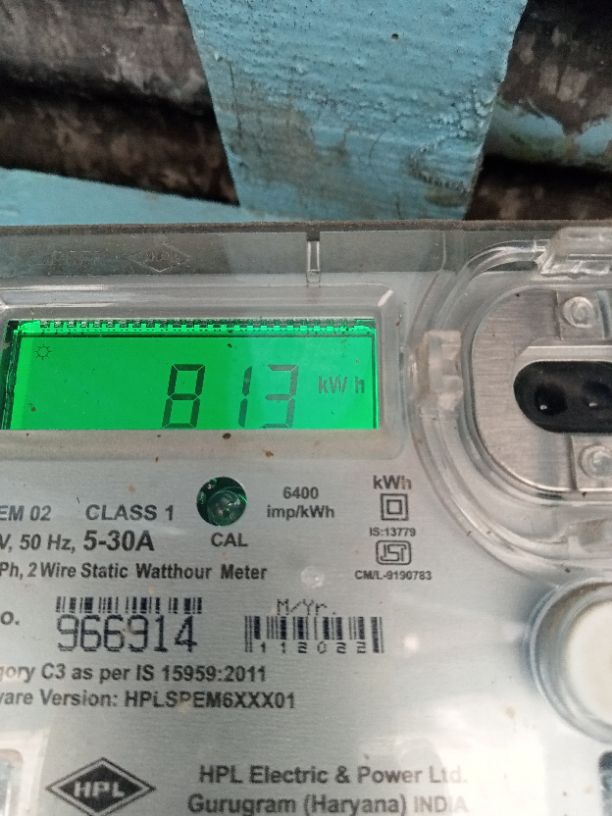 813 kWh
EM 02 CLASS 1
6400
imp/kWh
kWh
V, 50 Hz, 5-30A
CAL
IS:13779
Ph, 2 Wire Static Watthour Meter
CM/L-9190783
o.
966914
M/Yr.
112022
gory C3 as per IS 15959:2011
ware Version: HPLSPEM6XXX01
HPL
HPL Electric & Power Ltd.
Gurugram (Haryana) INDIA